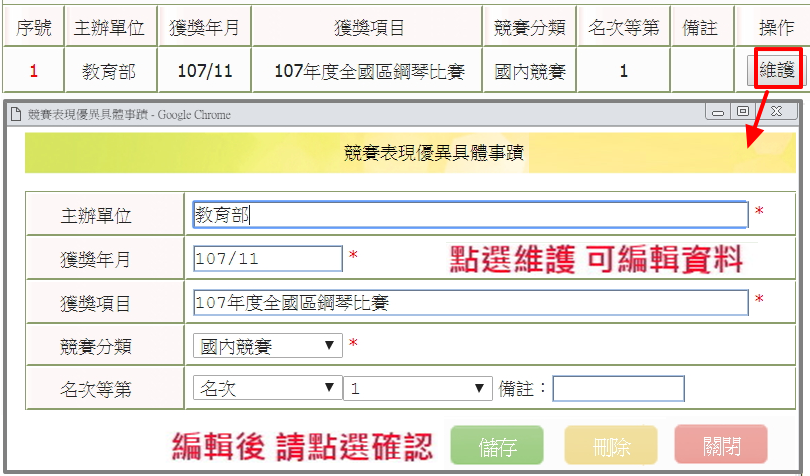 序號 主辦單位 獲獎年月 獲獎項目 競賽分類 名次等第 備註 操作
1 教育部 107/11 107年度全國區鋼琴比賽 國內競賽 1 維護
競賽表現優異具體事蹟 - Google Chrome
競賽表現優異具體事蹟
主辦單位 教育部 *
獲獎年月 107/11 * 點選維護 可編輯資料
獲獎項目 107年度全國區鋼琴比賽 *
競賽分類 國內競賽 *
名次等第 名次 1 備註：
編輯後 請點選確認 儲存 刪除 關閉